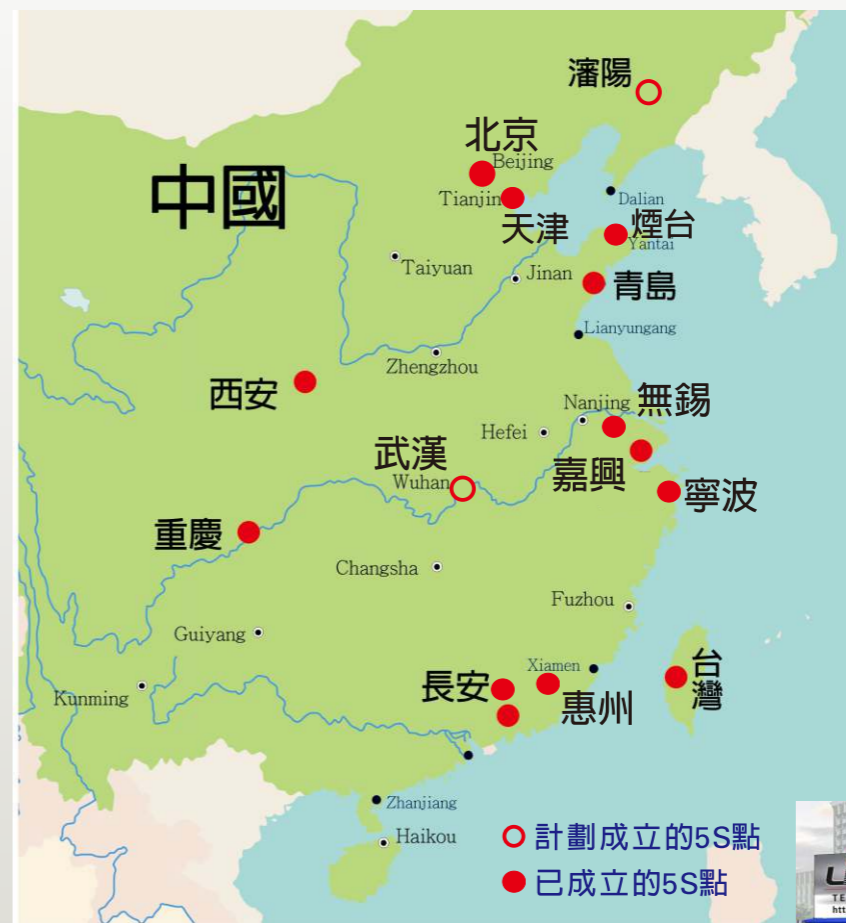 瀋陽
北京
Beijing
中國
Tianjin
天津
Dalian
煙台
Yantai
Taiyuan
Jinan
青島
Lianyungang
Zhengzhou
西安
Nanjing
無錫
Hefei
武漢
Wuhan
嘉興
寧波
重慶
Changsha
Fuzhou
Guiyang
Xiamen
台灣
長安
惠州
Kunming
Zhanjiang
Haikou
計劃成立的5S點
已成立的5S點